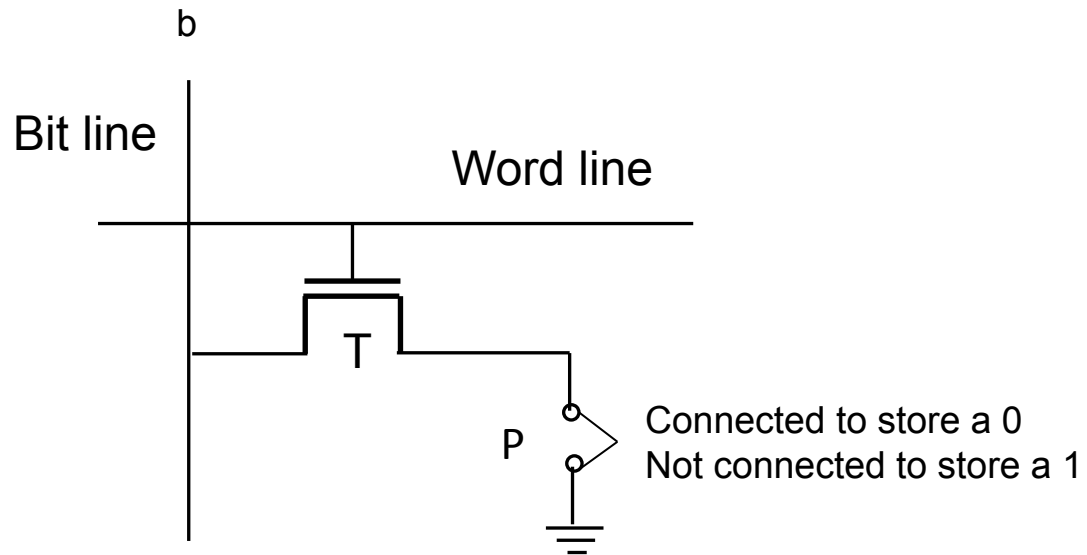 b
Bit line
Word line
T
P
Connected to store a 0
Not connected to store a 1